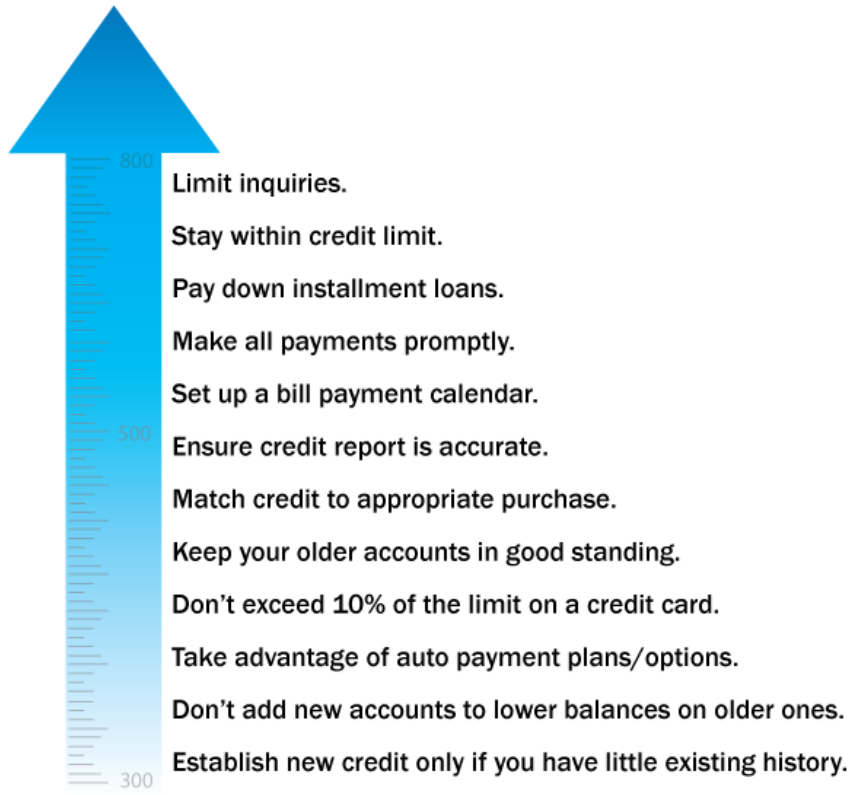 800
Limit inquiries.
Stay within credit limit.
Pay down installment loans.
Make all payments promptly.
Set up a bill payment calendar.
500
Ensure credit report is accurate.
Match credit to appropriate purchase.
Keep your older accounts in good standing.
Don't exceed 10% of the limit on a credit card.
Take advantage of auto payment plans/options.
Don't add new accounts to lower balances on older ones.
Establish new credit only if you have little existing history.
300